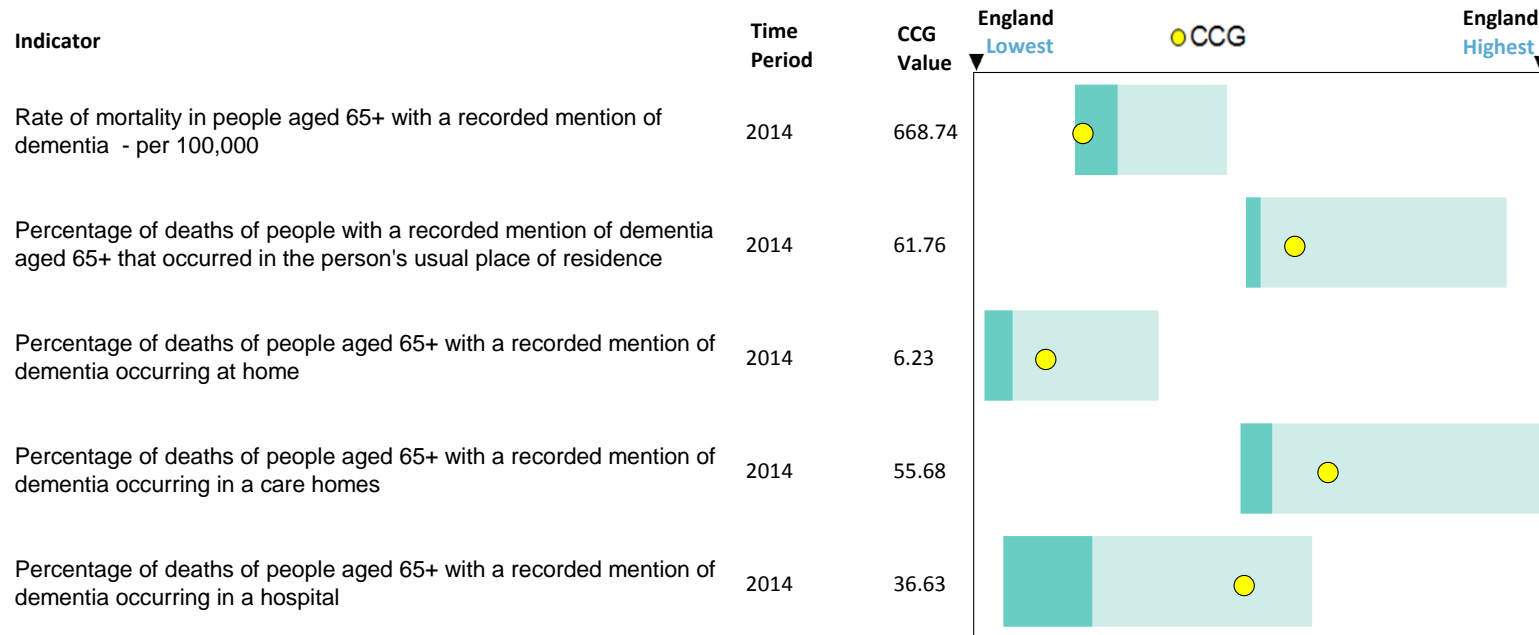 Indicator
Time
Period
CCG
Value
England
Lowest
CCG
England
Highest
Rate of mortality in people aged 65+ with a recorded mention of
dementia  - per 100,000
2014
668.74
Percentage of deaths of people with a recorded mention of dementia
aged 65+ that occurred in the person's usual place of residence
2014
61.76
Percentage of deaths of people aged 65+ with a recorded mention of
dementia occurring at home
2014
6.23
Percentage of deaths of people aged 65+ with a recorded mention of
dementia occurring in a care homes
2014
55.68
Percentage of deaths of people aged 65+ with a recorded mention of
dementia occurring in a hospital
2014
36.63